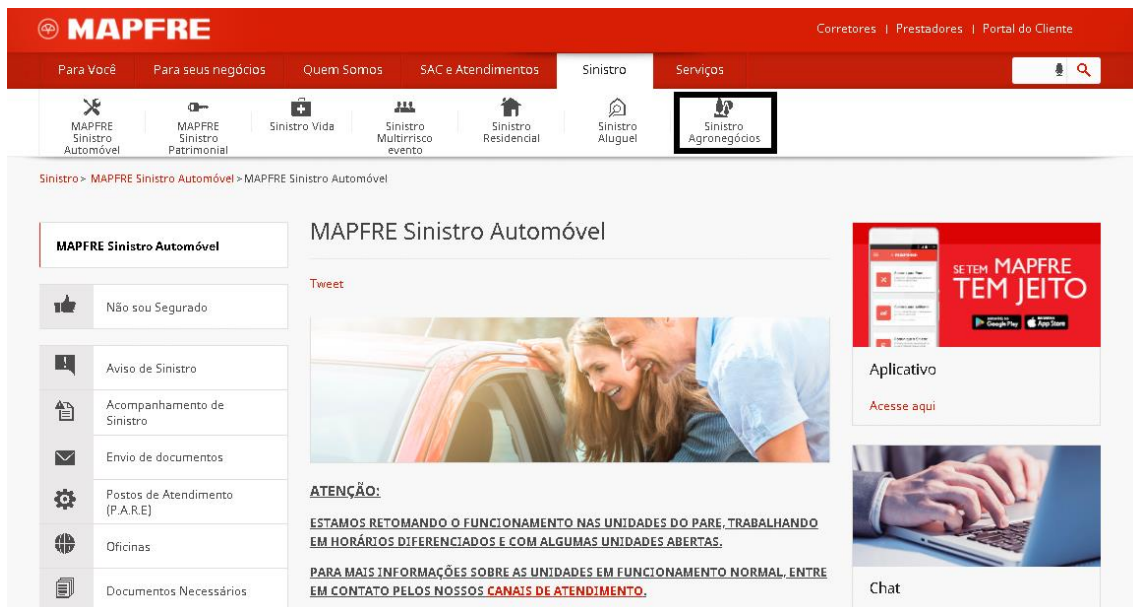 MAPFRE
Corretores | Prestadores | Portal do Cliente
Para Você Para seus negócios Quem Somos SAC e Atendimentos Sinistro Serviços
MAPFRE
Sinistro
Automóvel
MAPFRE
Sinistro
Patrimonial
Sinistro Vida
Sinistro
Multirrisco
evento
Sinistro
Residencial
Sinistro
Aluguel
Sinistro
Agronegócios
Sinistro > MAPFRE Sinistro Automóvel > MAPFRE Sinistro Automóvel
MAPFRE Sinistro Automóvel
Não sou Segurado
Aviso de Sinistro
Acompanhamento de
Sinistro
Envio de documentos
Postos de Atendimento
(P.A.R.E)
Oficinas
Documentos Necessários
MAPFRE Sinistro Automóvel
Tweet
ATENÇÃO:
ESTAMOS RETOMANDO O FUNCIONAMENTO NAS UNIDADES DO PARE, TRABALHANDO
EM HORÁRIOS DIFERENCIADOS E COM ALGUMAS UNIDADES ABERTAS.
PARA MAIS INFORMAÇÕES SOBRE AS UNIDADES EM FUNCIONAMENTO NORMAL, ENTRE
EM CONTATO PELOS NOSSOS CANAIS DE ATENDIMENTO.
SE TEM MAPFRE
TEM JEITO
Google Play
App Store
Aplicativo
Acesse aqui
Chat